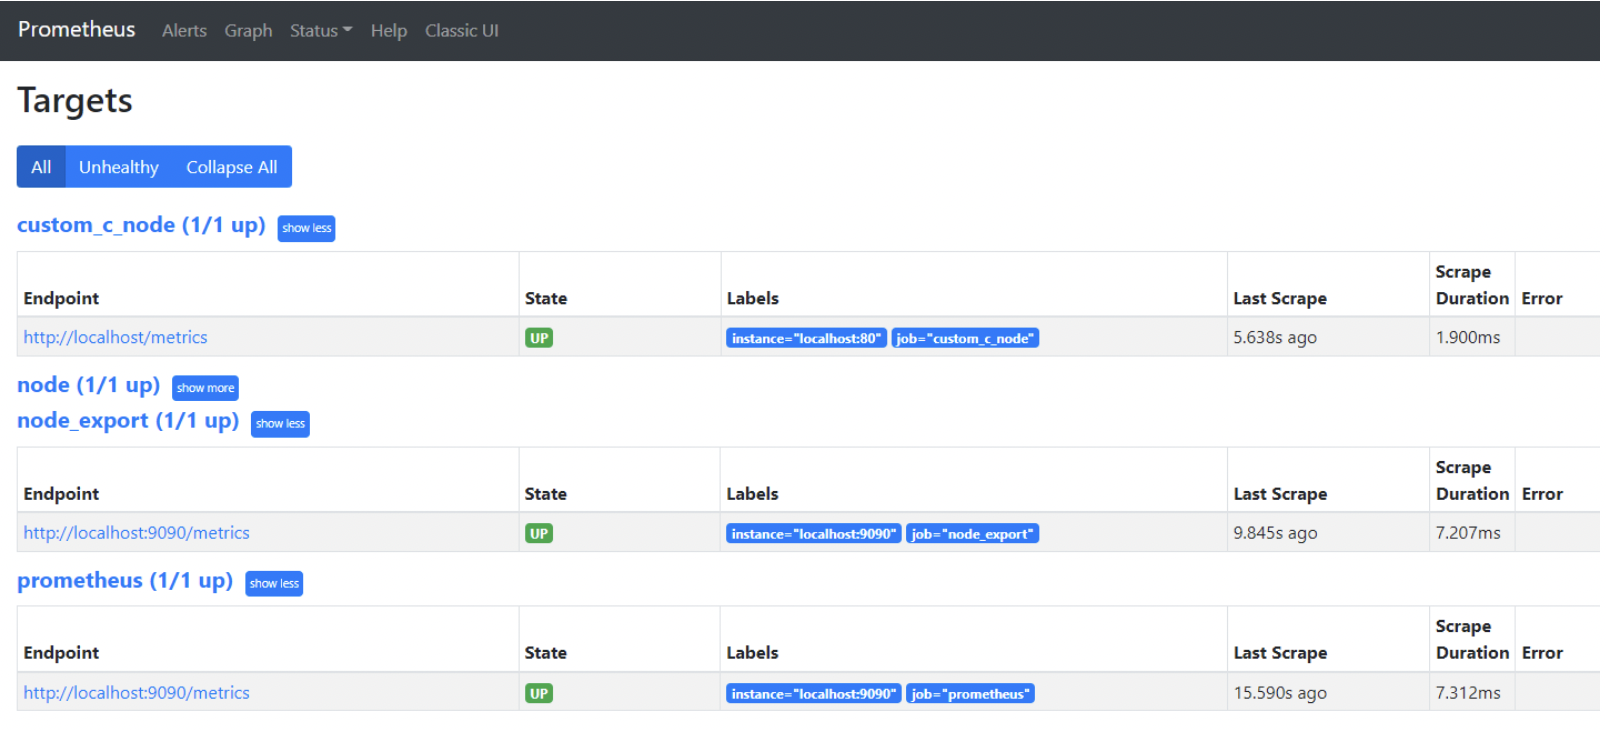 Prometheus Alerts Graph Status Help Classic UI
Targets
All Unhealthy Collapse All
custom_c_node (1/1 up) show less
Endpoint State Labels Last Scrape Scrape Duration Error
http://localhost/metrics UP instance="localhost:80" job="custom_c_node" 5.638s ago 1.900ms
node (1/1 up) show more
node_export (1/1 up) show less
Endpoint State Labels Last Scrape Scrape Duration Error
http://localhost:9090/metrics UP instance="localhost:9090" job="node_export" 9.845s ago 7.207ms
prometheus (1/1 up) show less
Endpoint State Labels Last Scrape Scrape Duration Error
http://localhost:9090/metrics UP instance="localhost:9090" job="prometheus" 15.590s ago 7.312ms